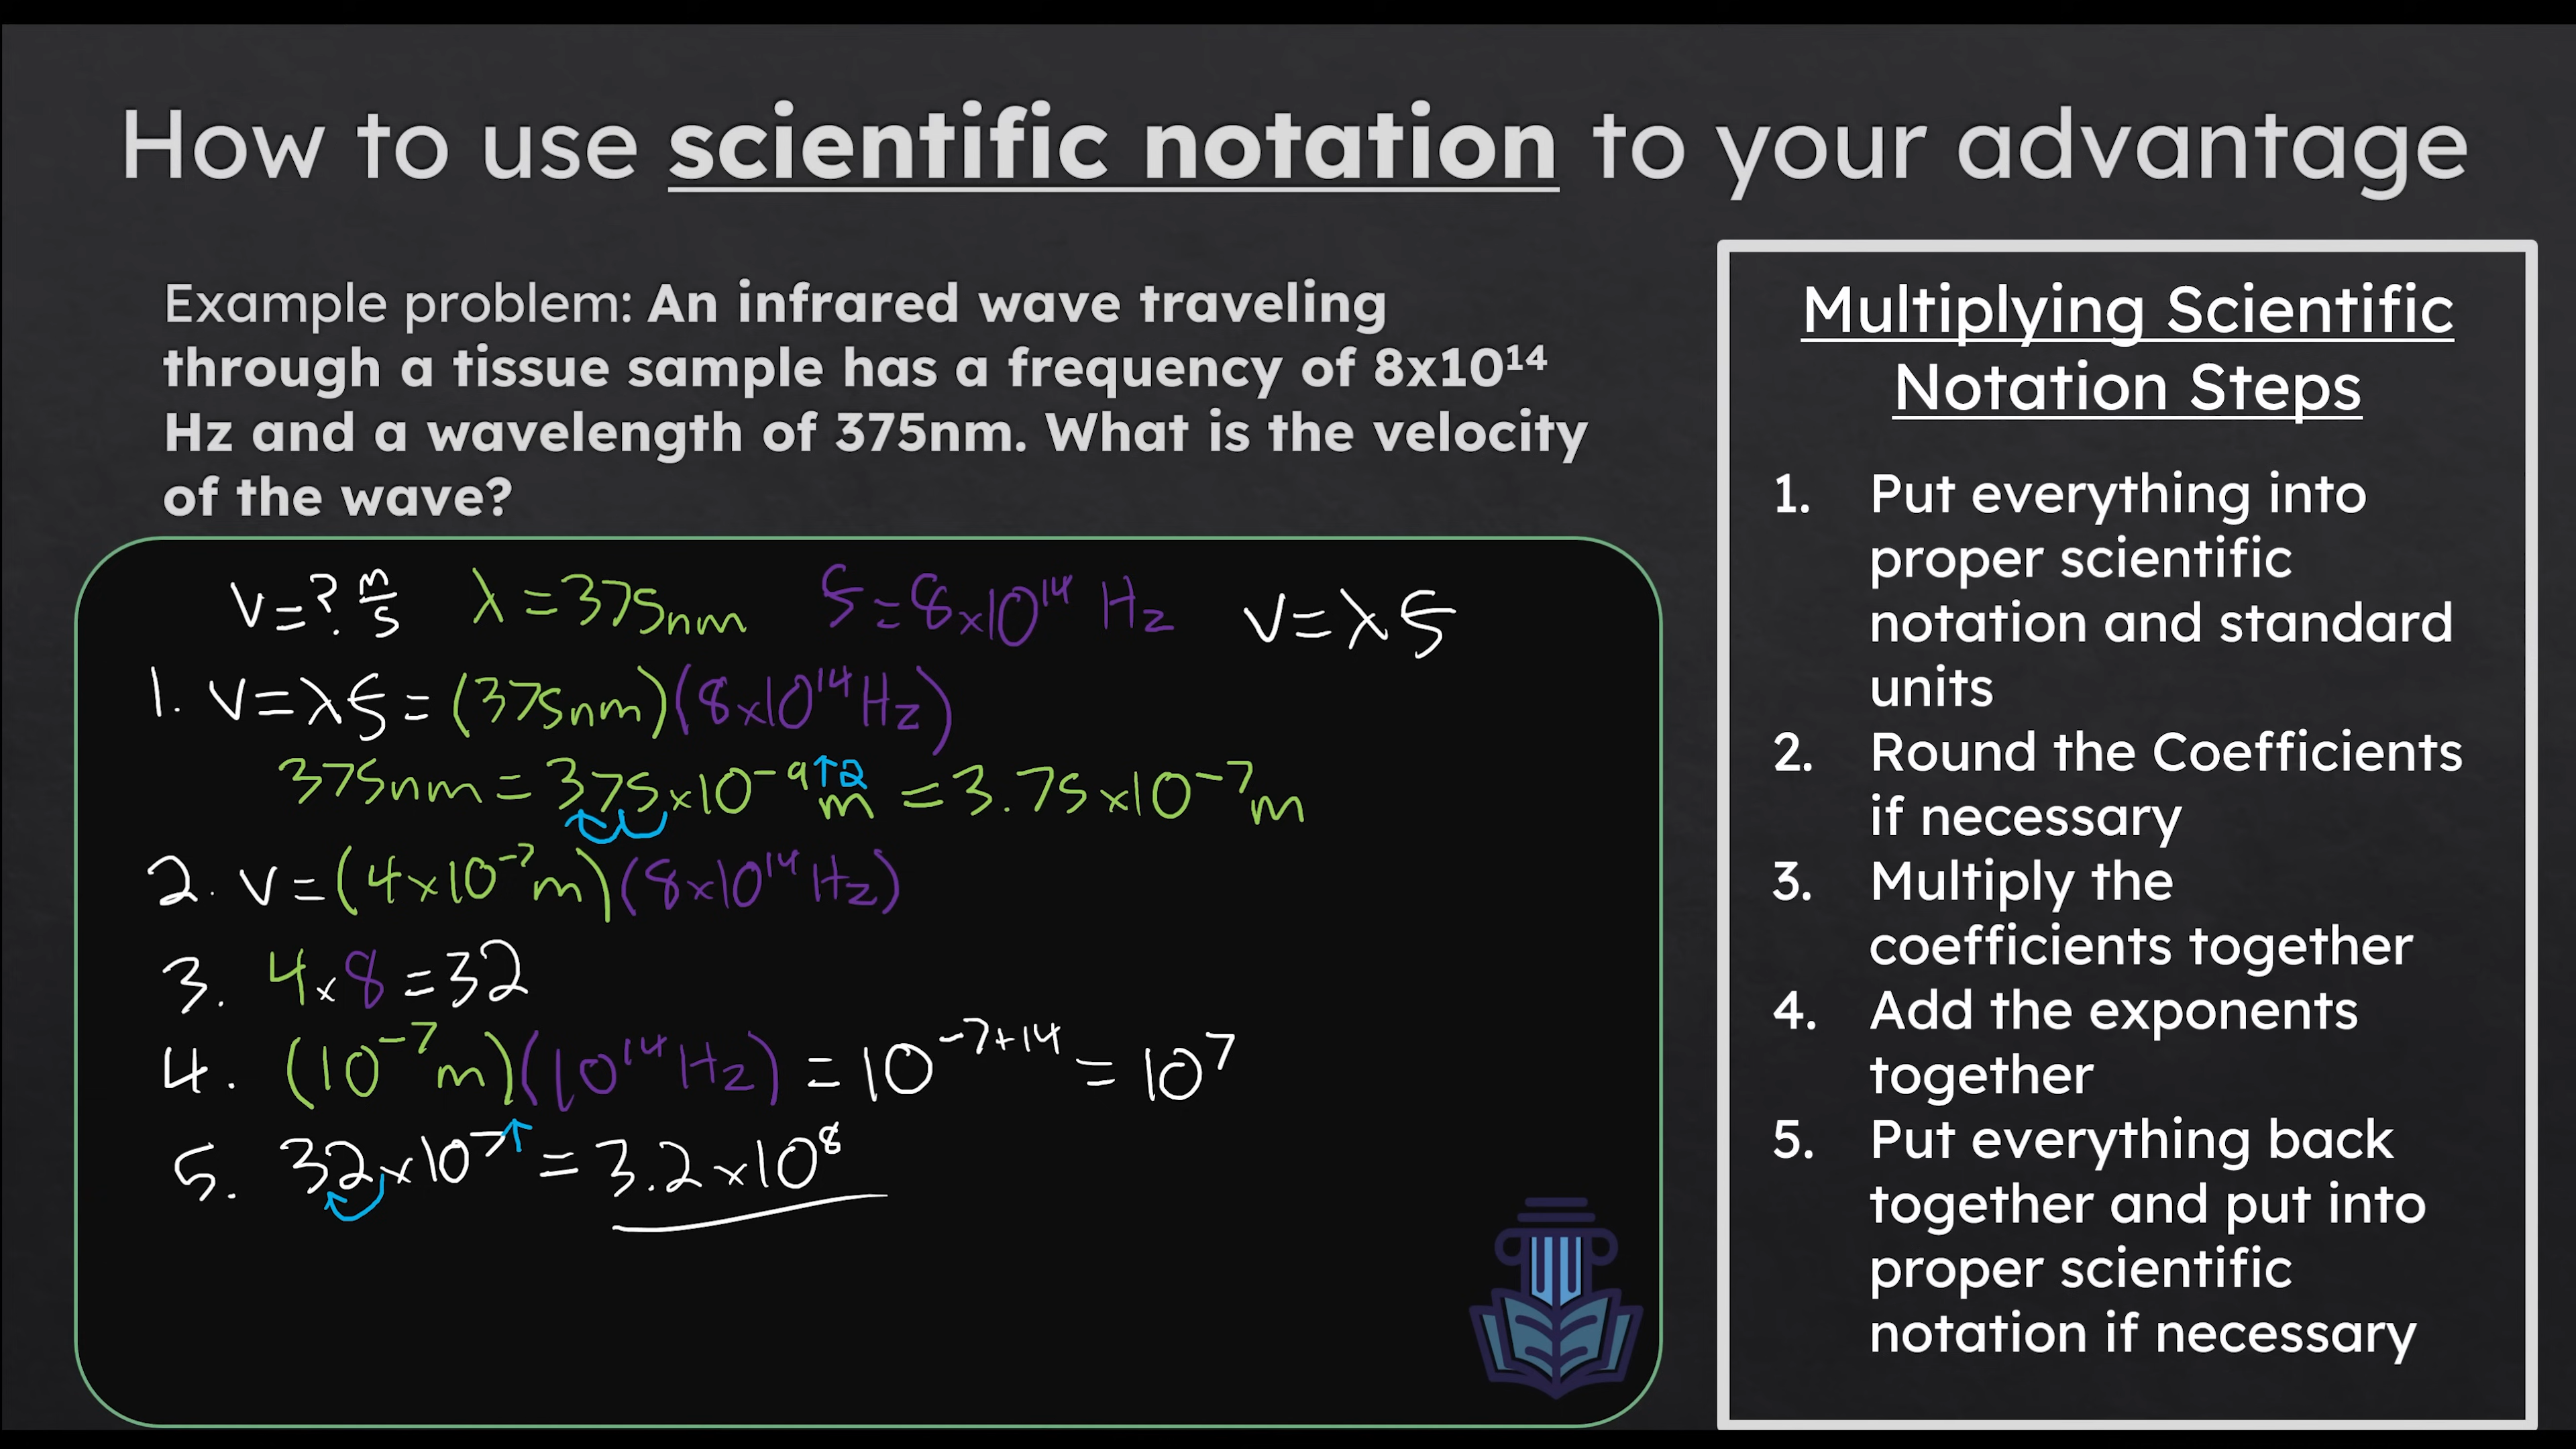 How to use scientific notation to your advantage
Example problem: An infrared wave traveling
through a tissue sample has a frequency of 8x10¹⁴
Hz and a wavelength of 375nm. What is the velocity
of the wave?
v=? m/s λ=375nm f=8x10¹⁴ Hz v=λf
1. v=λf=(375nm)(8x10¹⁴Hz)
375nm=375x10⁻⁹ ↑2 m=3.75x10⁻⁷m
2. v=(4x10⁻⁷m)(8x10¹⁴Hz)
3. 4x8=32
4. (10⁻⁷m)(10¹⁴Hz)=10⁻⁷⁺¹⁴=10⁷
5. 32x10⁷↑=3.2x10⁸
Multiplying Scientific
Notation Steps
1. Put everything into
proper scientific
notation and standard
units
2. Round the Coefficients
if necessary
3. Multiply the
coefficients together
4. Add the exponents
together
5. Put everything back
together and put into
proper scientific
notation if necessary